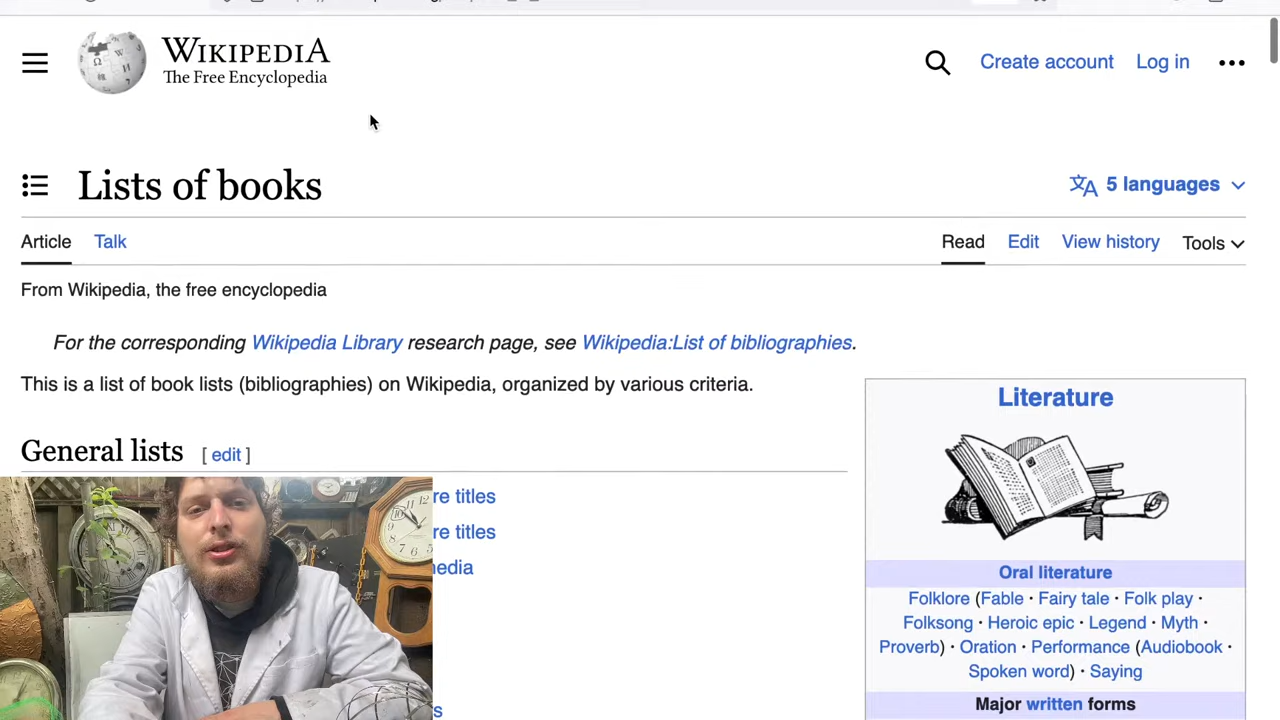 WIKIPEDIA
The Free Encyclopedia
Create account
Log in
Lists of books
5 languages
Article
Talk
Read
Edit
View history
Tools
From Wikipedia, the free encyclopedia
For the corresponding Wikipedia Library research page, see Wikipedia:List of bibliographies.
This is a list of book lists (bibliographies) on Wikipedia, organized by various criteria.
General lists [ edit ]
re titles
re titles
edia
s
Literature
Oral literature
Folklore (Fable · Fairy tale · Folk play ·
Folksong · Heroic epic · Legend · Myth ·
Proverb) · Oration · Performance (Audiobook ·
Spoken word) · Saying
Major written forms